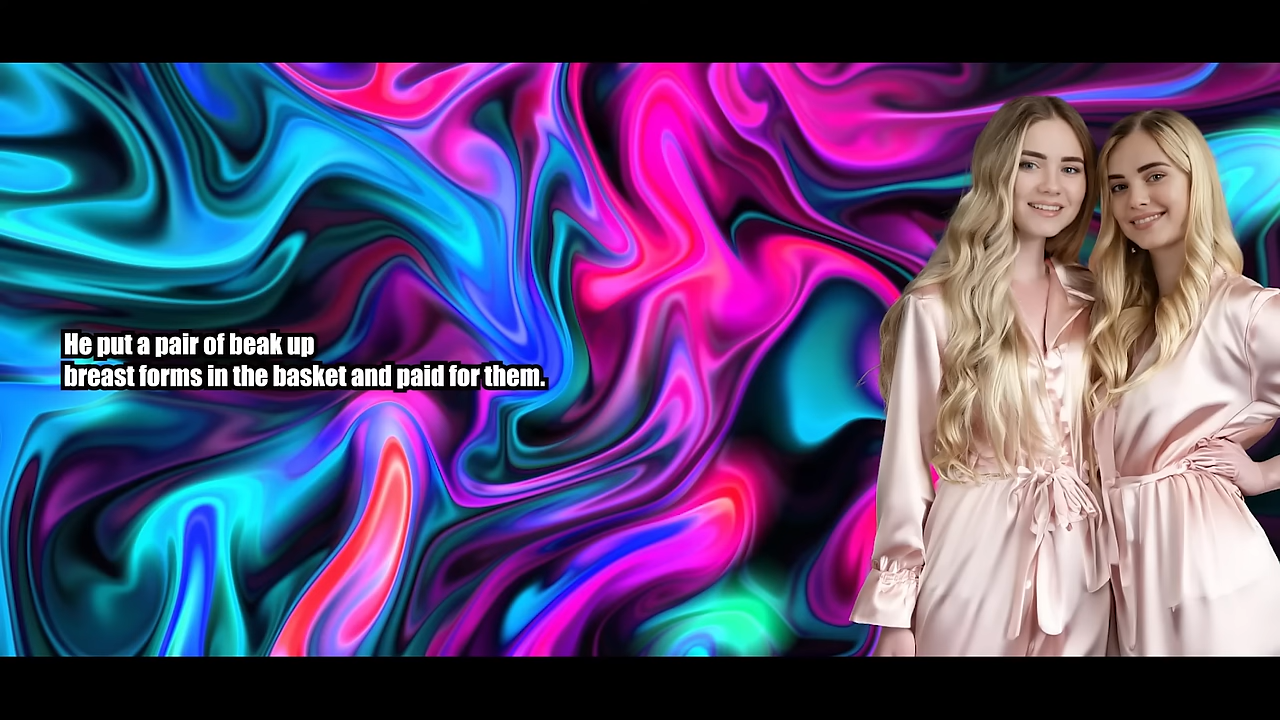 He put a pair of beak up
breast forms in the basket and paid for them.